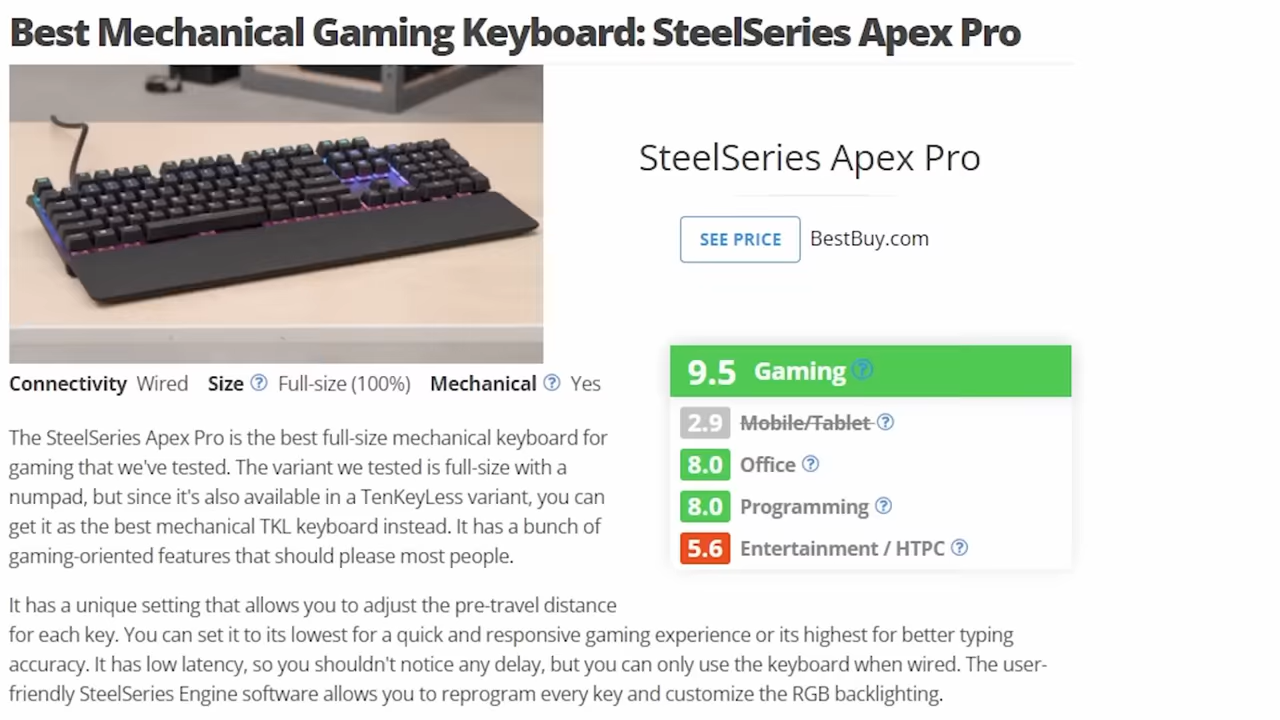 Best Mechanical Gaming Keyboard: SteelSeries Apex Pro
SteelSeries Apex Pro
SEE PRICE BestBuy.com
Connectivity Wired Size ? Full-size (100%) Mechanical ? Yes
9.5 Gaming ?
2.9 Mobile/Tablet ?
8.0 Office ?
8.0 Programming ?
5.6 Entertainment / HTPC ?
The SteelSeries Apex Pro is the best full-size mechanical keyboard for
gaming that we've tested. The variant we tested is full-size with a
numpad, but since it's also available in a TenKeyLess variant, you can
get it as the best mechanical TKL keyboard instead. It has a bunch of
gaming-oriented features that should please most people.
It has a unique setting that allows you to adjust the pre-travel distance
for each key. You can set it to its lowest for a quick and responsive gaming experience or its highest for better typing
accuracy. It has low latency, so you shouldn't notice any delay, but you can only use the keyboard when wired. The user-
friendly SteelSeries Engine software allows you to reprogram every key and customize the RGB backlighting.